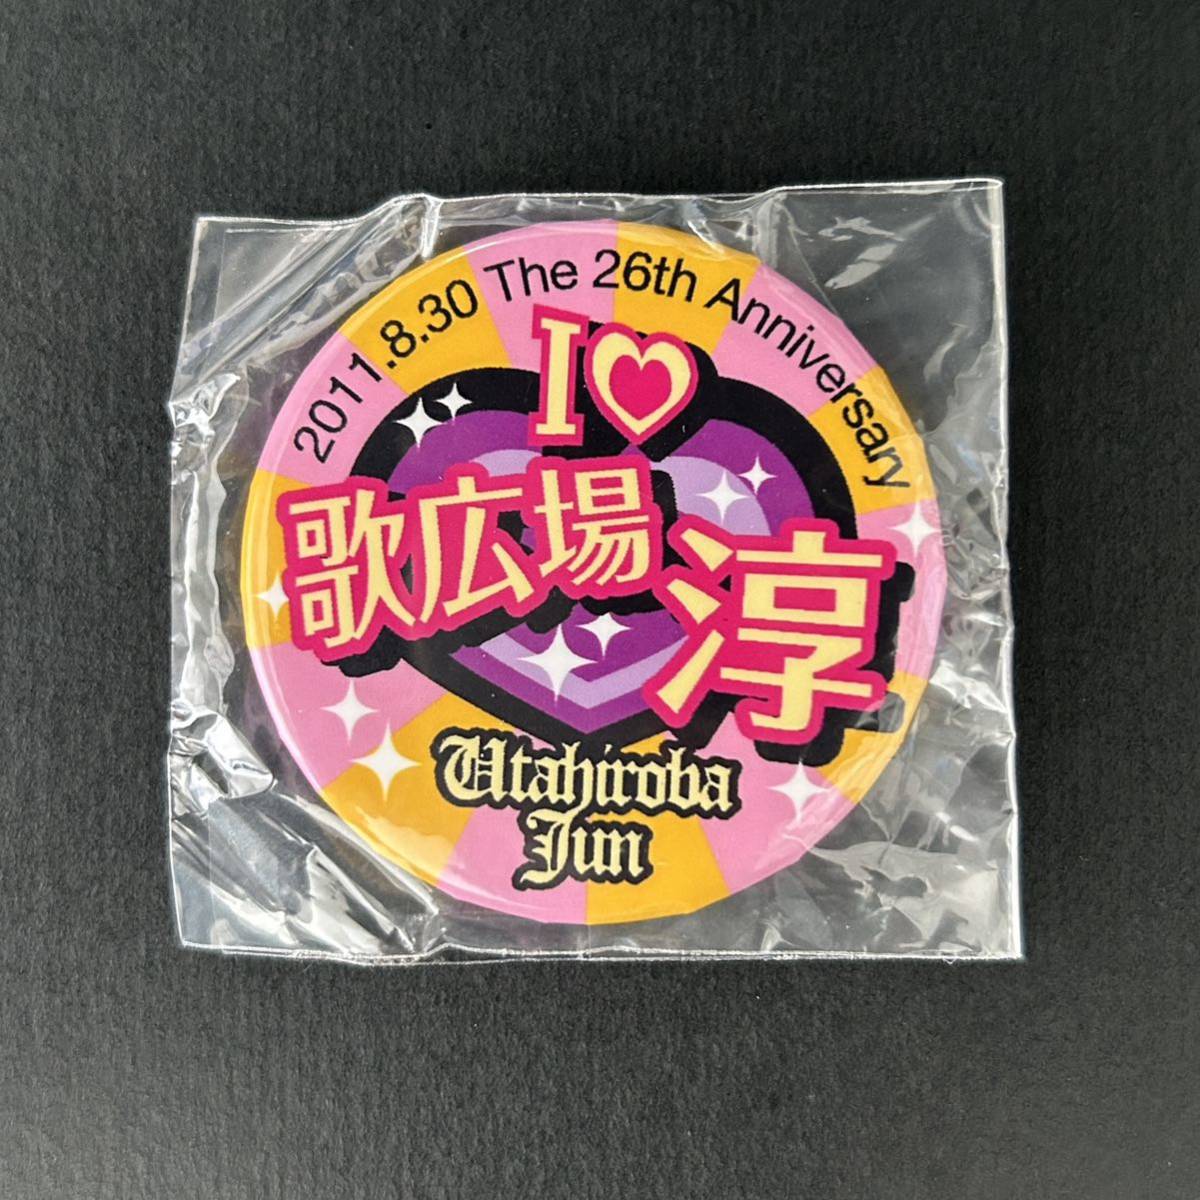 2011.8.30 The 26th Anniversary
I♡
歌広場
淳
Utahiroba
Jun